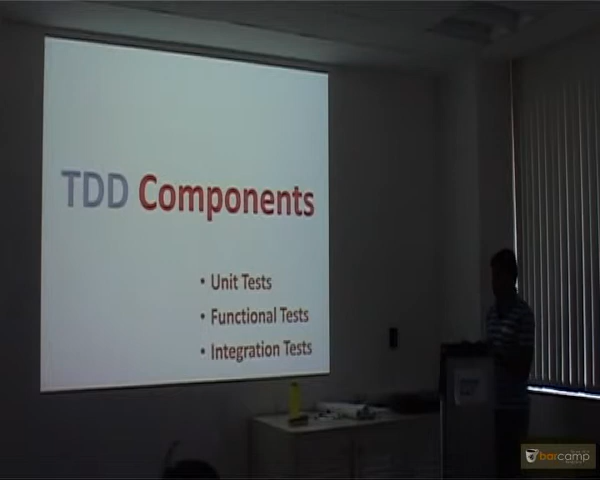 TDD Components
• Unit Tests
• Functional Tests
• Integration Tests
barcamp